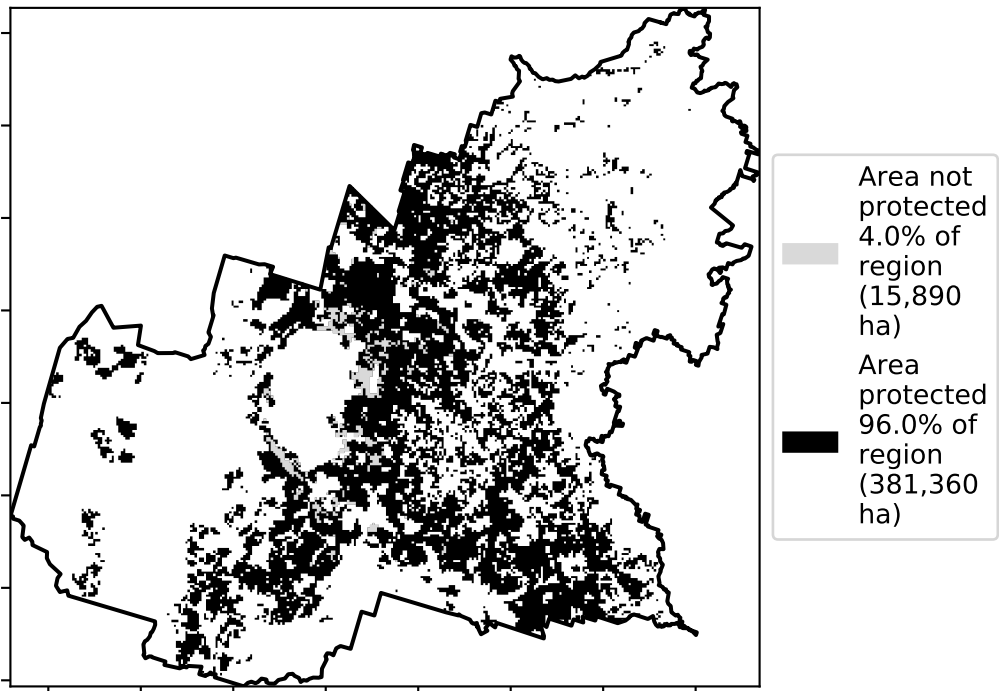 Area not
protected
4.0% of
region
(15,890
ha)
Area
protected
96.0% of
region
(381,360
ha)